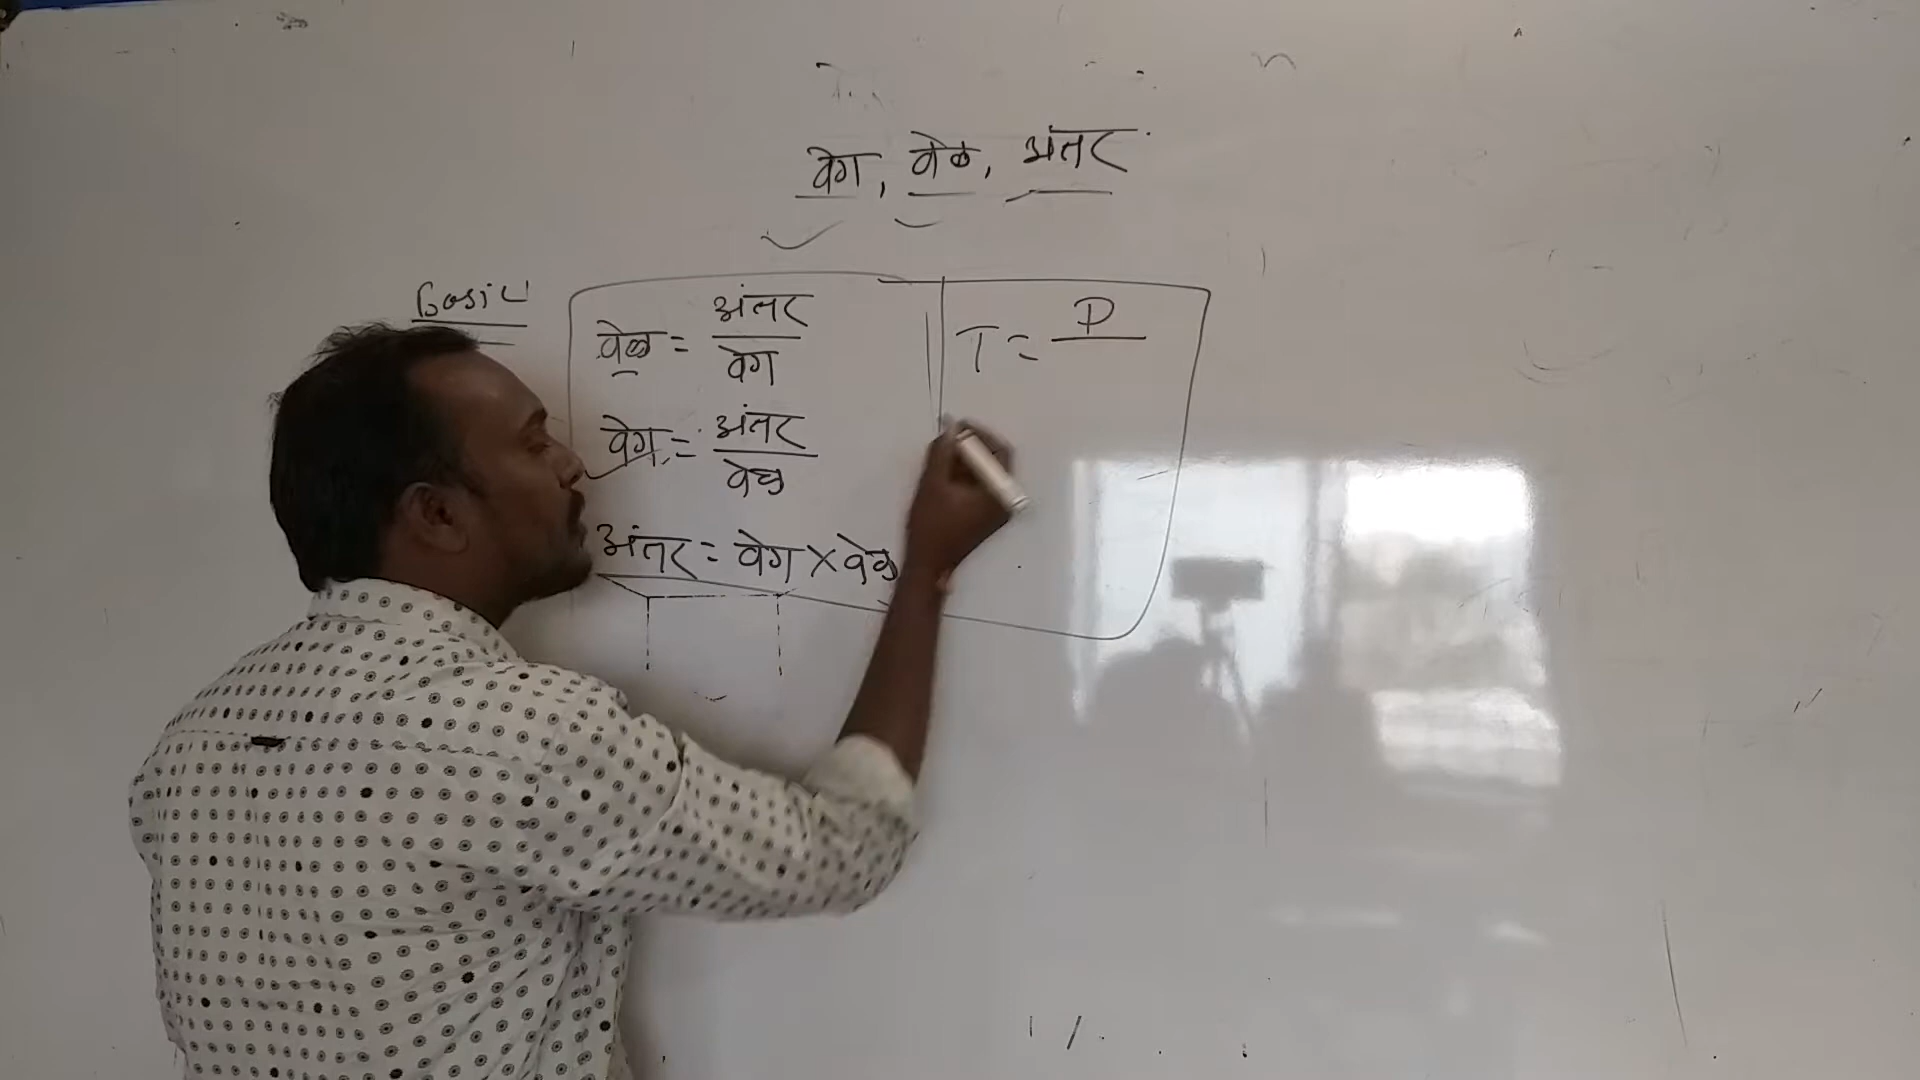 वेग, वेळ, अंतर
Basic
वेळ = अंतर / वेग
वेग = अंतर / वेळ
अंतर = वेग × वेळ
T = D